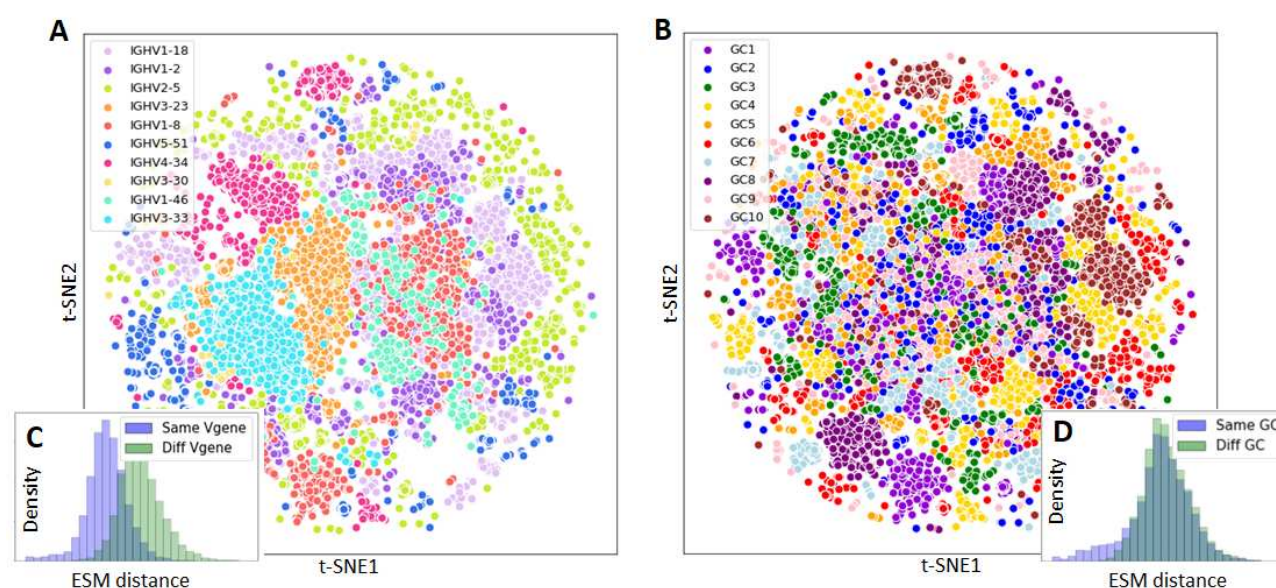 A
IGHV1-18
IGHV1-2
IGHV2-5
IGHV3-23
IGHV1-8
IGHV5-51
IGHV4-34
IGHV3-30
IGHV1-46
IGHV3-33
t-SNE2
t-SNE1
B
GC1
GC2
GC3
GC4
GC5
GC6
GC7
GC8
GC9
GC10
t-SNE2
t-SNE1
C
Same Vgene
Diff Vgene
Density
ESM distance
D
Same GC
Diff GC
Density
ESM distance